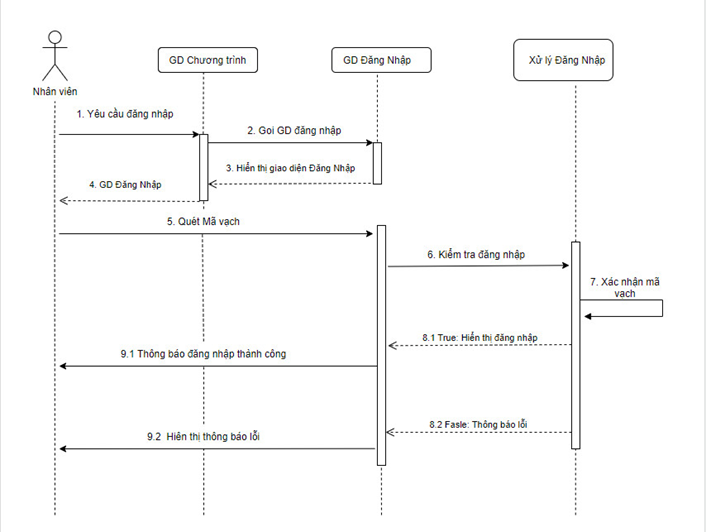 GD Chương trình
GD Đăng Nhập
Xử lý Đăng Nhập
Nhân viên
1. Yêu cầu đăng nhập
2. Gọi GD đăng nhập
3. Hiển thị giao diện Đăng Nhập
4. GD Đăng Nhập
5. Quét Mã vạch
6. Kiểm tra đăng nhập
7. Xác nhận mã
vạch
8.1 True: Hiển thị đăng nhập
9.1 Thông báo đăng nhập thành công
8.2 Fasle: Thông báo lỗi
9.2 Hiên thị thông báo lỗi